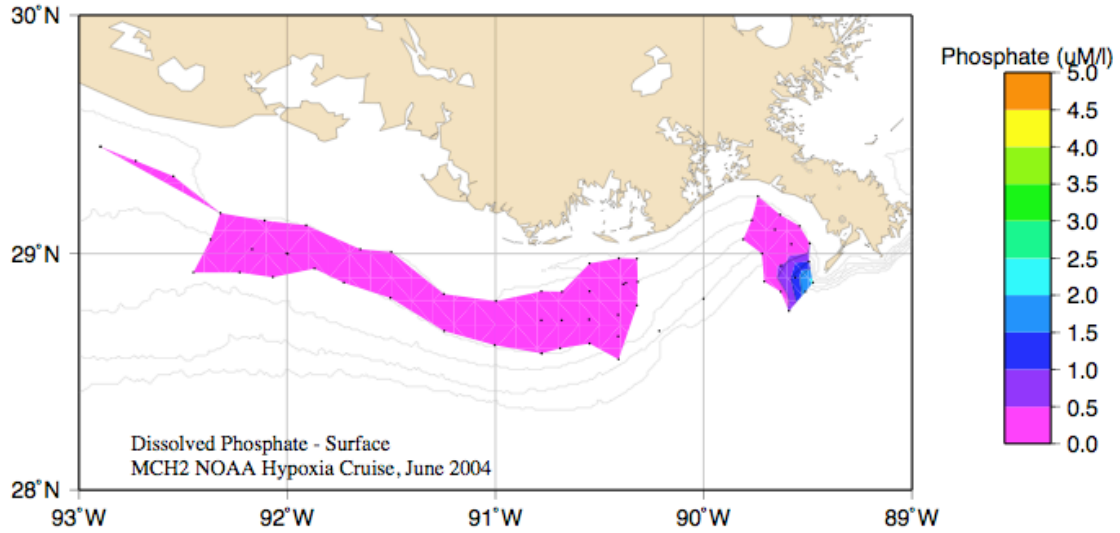 30˚N
29˚N
28˚N
93˚W
92˚W
91˚W
90˚W
89˚W
Dissolved Phosphate - Surface
MCH2 NOAA Hypoxia Cruise, June 2004
Phosphate (uM/l)
5.0
4.5
4.0
3.5
3.0
2.5
2.0
1.5
1.0
0.5
0.0